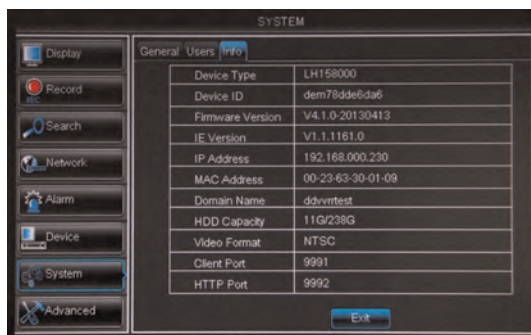 SYSTEM
Display
Record
REC
Search
Network
Alarm
Device
System
Advanced
General Users Info
Device Type LH158000
Device ID dem78dde6da6
Firmware Version V4.1.0-20130413
IE Version V1.1.1161.0
IP Address 192.168.000.230
MAC Address 00-23-63-30-01-09
Domain Name ddvvrrtest
HDD Capacity 11G/238G
Video Format NTSC
Client Port 9991
HTTP Port 9992
Exit